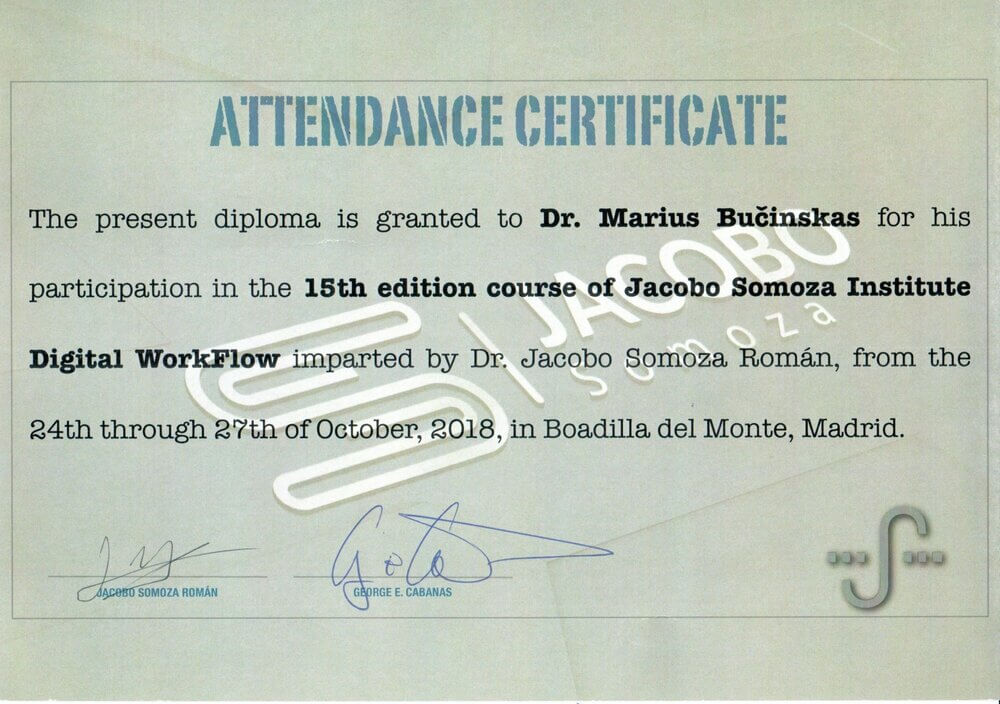 ATTENDANCE CERTIFICATE
The present diploma is granted to Dr. Marius Bučinskas for his
participation in the 15th edition course of Jacobo Somoza Institute
Digital WorkFlow imparted by Dr. Jacobo Somoza Román, from the
24th through 27th of October, 2018, in Boadilla del Monte, Madrid.
JACOBO
Somoza
JACOBO SOMOZA ROMÁN
GEORGE E. CABANAS